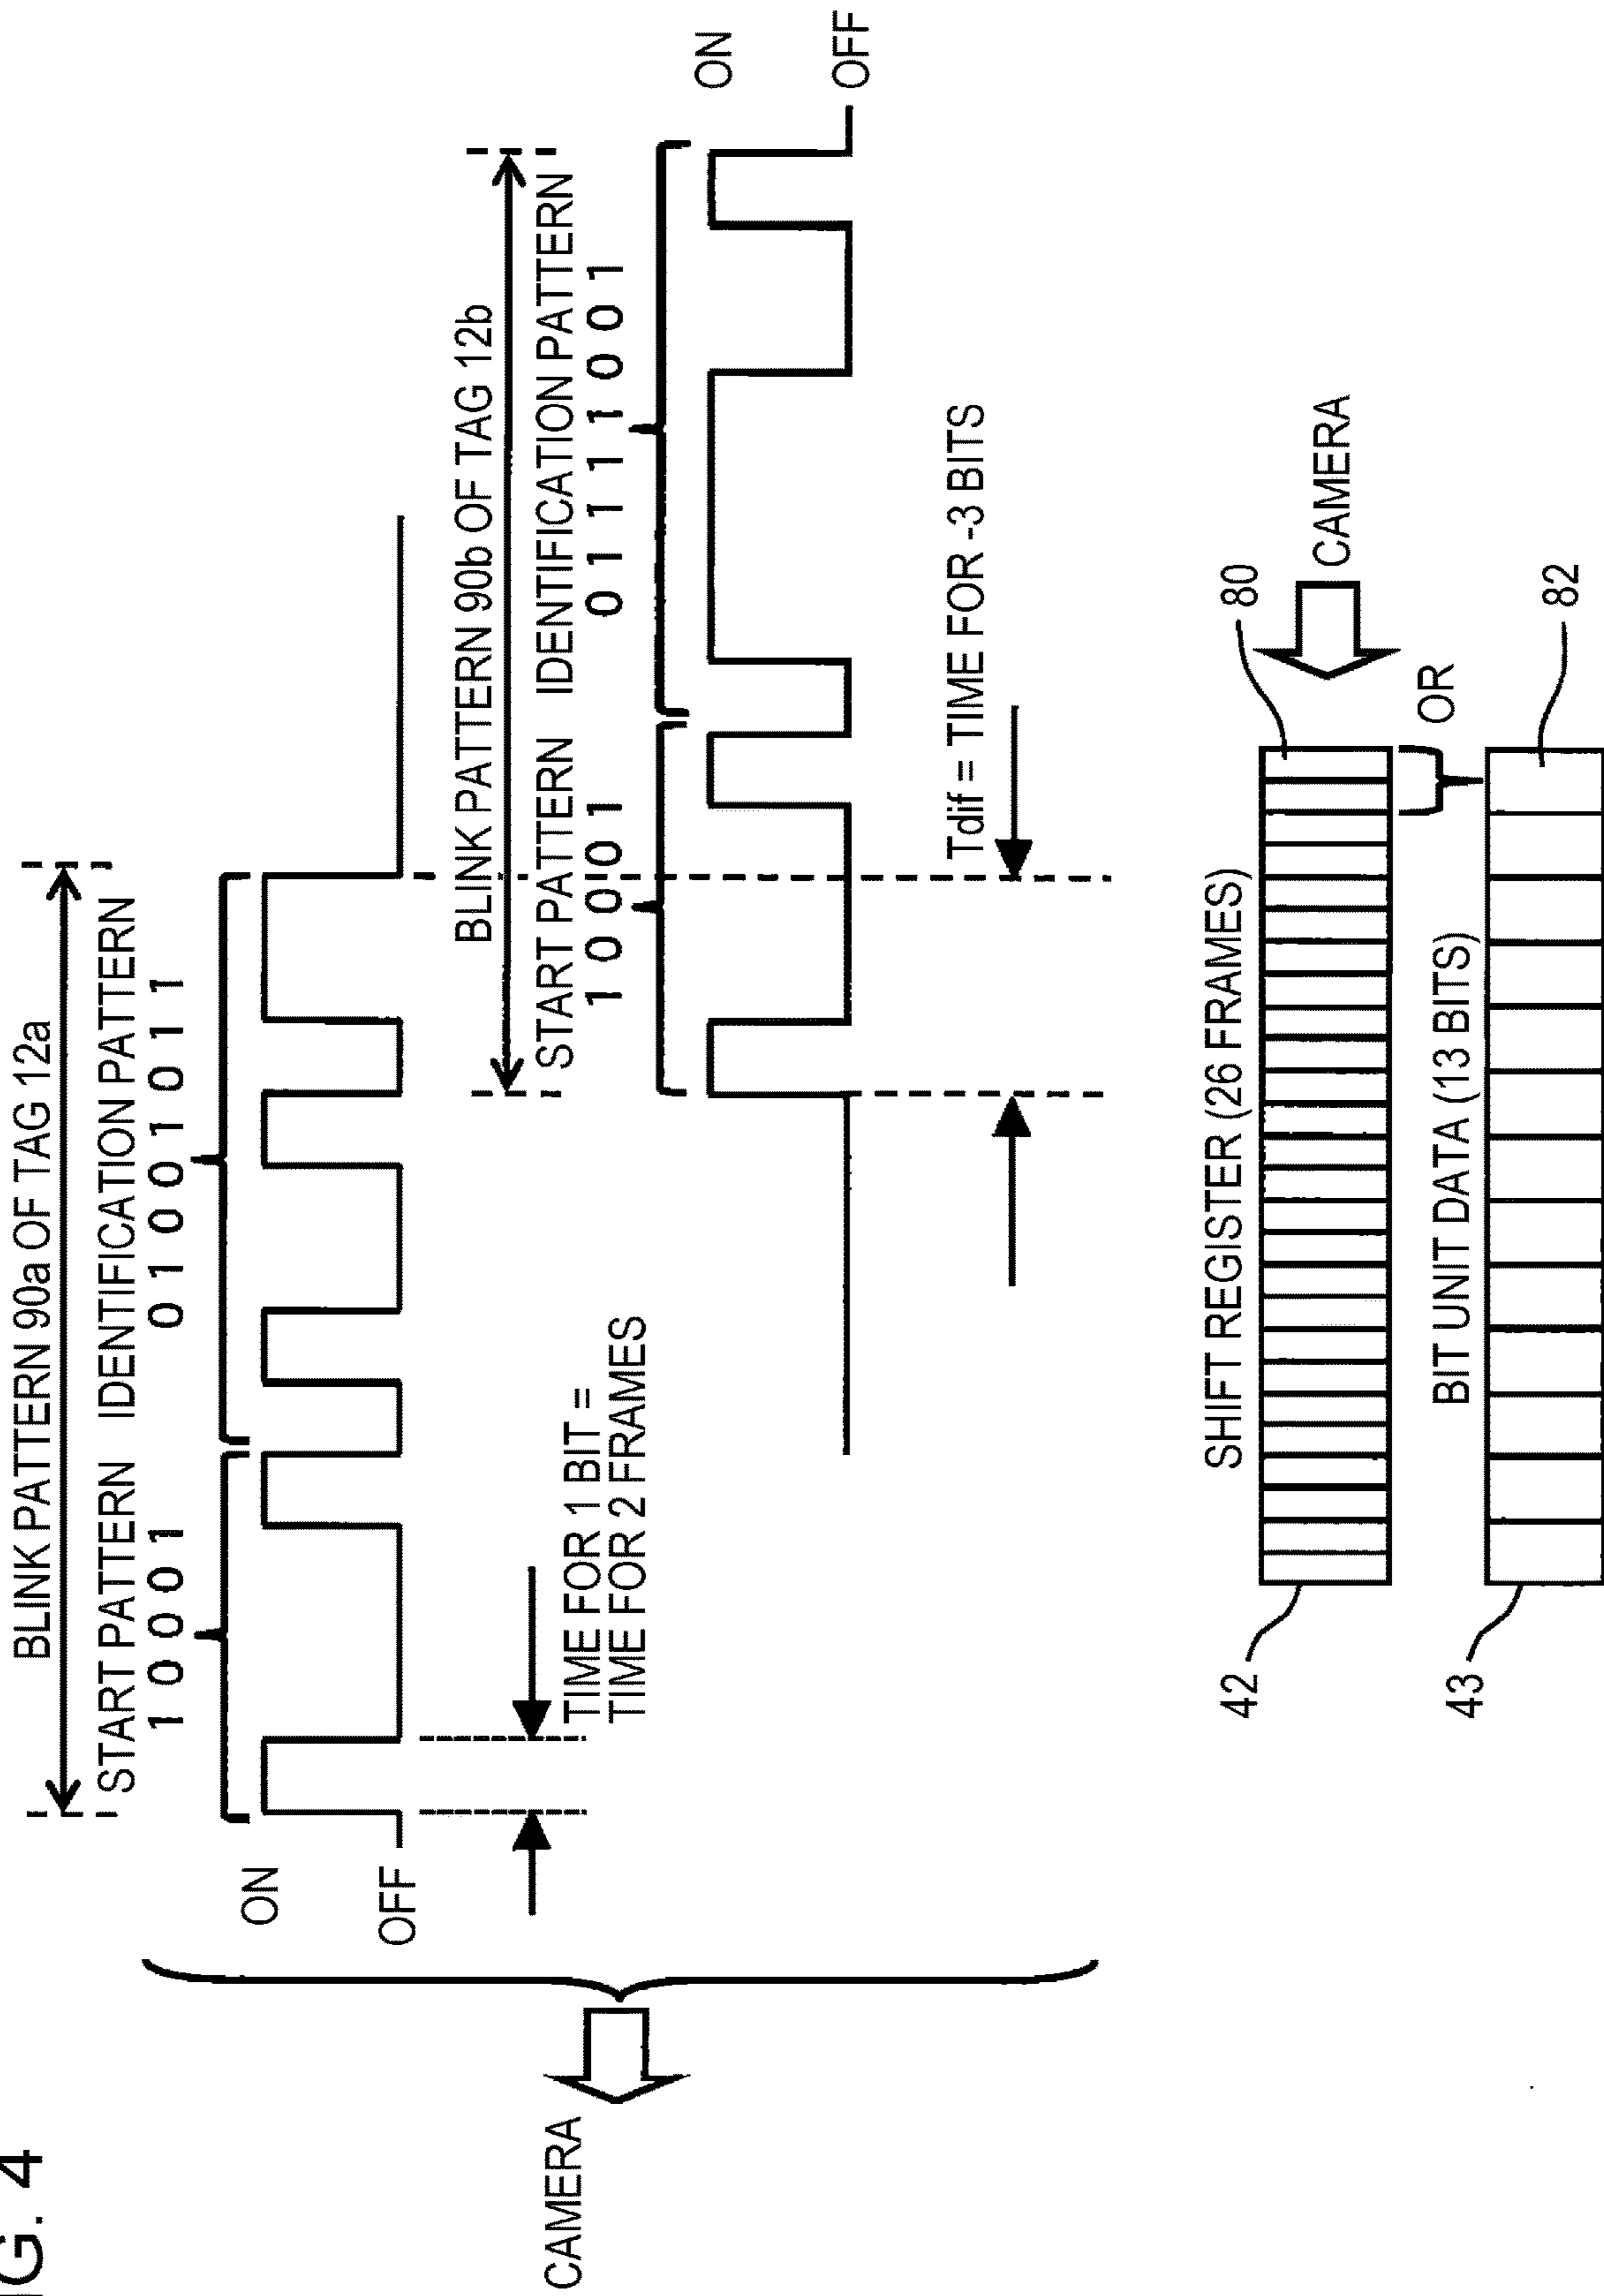 G. 4
BLINK PATTERN 90a OF TAG 12a
START PATTERN IDENTIFICATION PATTERN
1 0 0 0 1 0 1 0 0 1 0 1 1
ON
OFF
TIME FOR 1 BIT =
TIME FOR 2 FRAMES
CAMERA
BLINK PATTERN 90b OF TAG 12b
START PATTERN IDENTIFICATION PATTERN
1 0 0 0 1 0 1 1 1 1 0 0 1
ON
OFF
Tdif = TIME FOR -3 BITS
SHIFT REGISTER (26 FRAMES)
42
80
CAMERA
OR
BIT UNIT DATA (13 BITS)
43
82